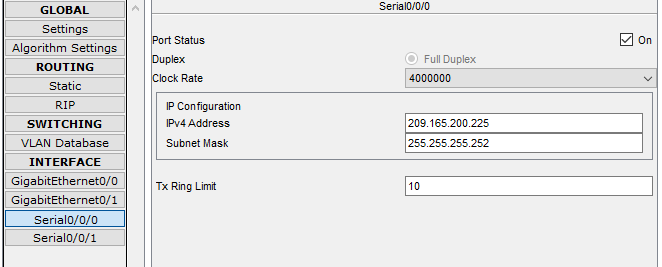 GLOBAL
Settings
Algorithm Settings
ROUTING
Static
RIP
SWITCHING
VLAN Database
INTERFACE
GigabitEthernet0/0
GigabitEthernet0/1
Serial0/0/0
Serial0/0/1
Serial0/0/0
Port Status On
Duplex Full Duplex
Clock Rate 4000000
IP Configuration
IPv4 Address 209.165.200.225
Subnet Mask 255.255.255.252
Tx Ring Limit 10